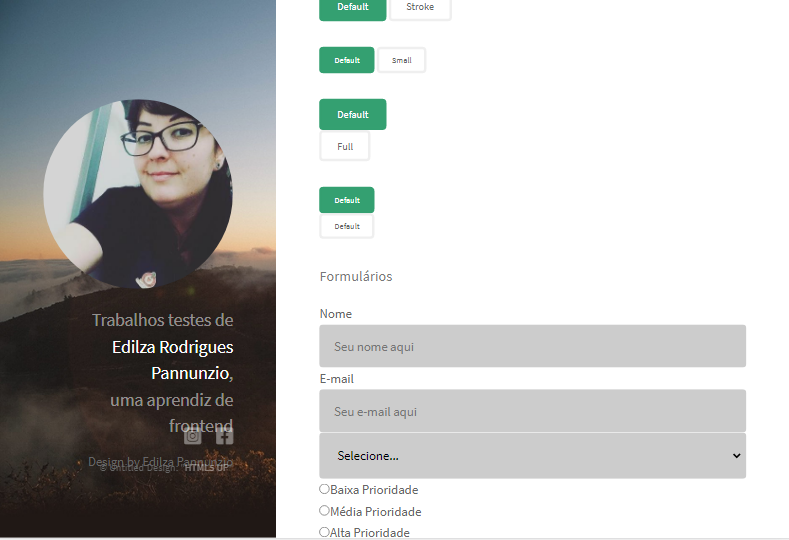 Trabalhos testes de
Edilza Rodrigues
Pannunzio,
uma aprendiz de
frontend
Design by Edilza Pannunzio
© Untitled Design. HTML5 UP
Default Stroke
Default Small
Default
Full
Default
Default
Formulários
Nome
Seu nome aqui
E-mail
Seu e-mail aqui
Selecione...
Baixa Prioridade
Média Prioridade
Alta Prioridade